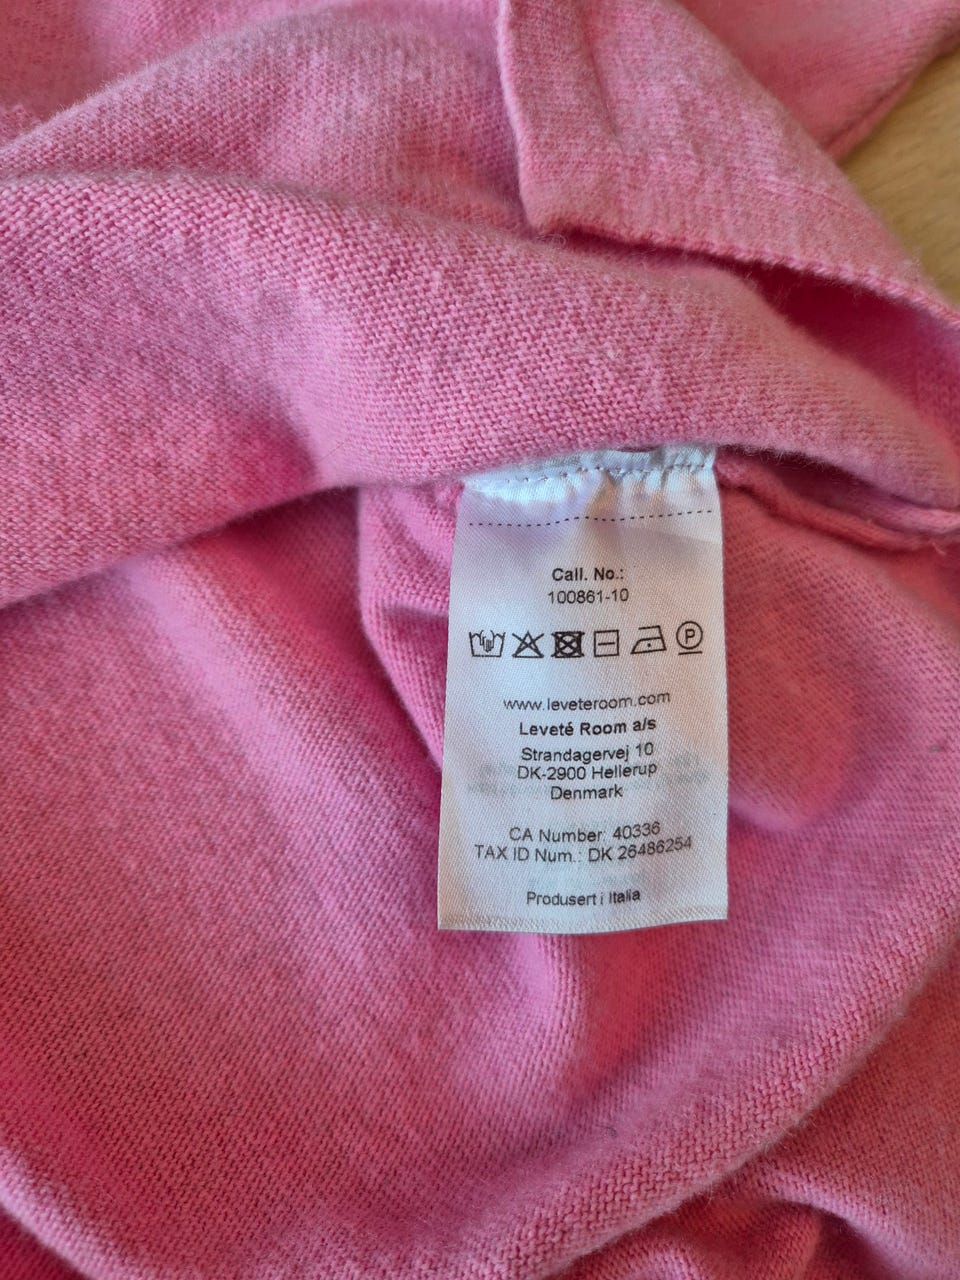 Call. No.:
100861-10
P
www.leveteroom.com
Leveté Room a/s
Strandagervej 10
DK-2900 Hellerup
Denmark
CA Number: 40336
TAX ID Num.: DK 26486254
Produsert i Italia